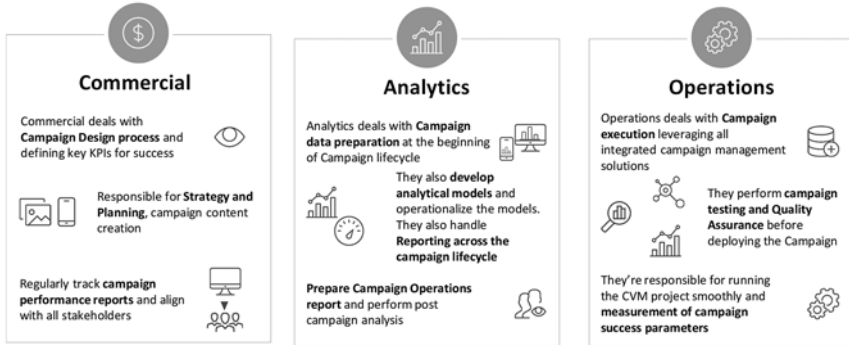 $
Commercial
Commercial deals with
Campaign Design process and
defining key KPIs for success
Responsible for Strategy and
Planning, campaign content
creation
Regularly track campaign
performance reports and align
with all stakeholders
Analytics
Analytics deals with Campaign
data preparation at the beginning
of Campaign lifecycle
They also develop
analytical models and
operationalize the models.
They also handle
Reporting across the
campaign lifecycle
Prepare Campaign Operations
report and perform post
campaign analysis
Operations
Operations deals with Campaign
execution leveraging all
integrated campaign management
solutions
They perform campaign
testing and Quality
Assurance before
deploying the Campaign
They're responsible for running
the CVM project smoothly and
measurement of campaign
success parameters